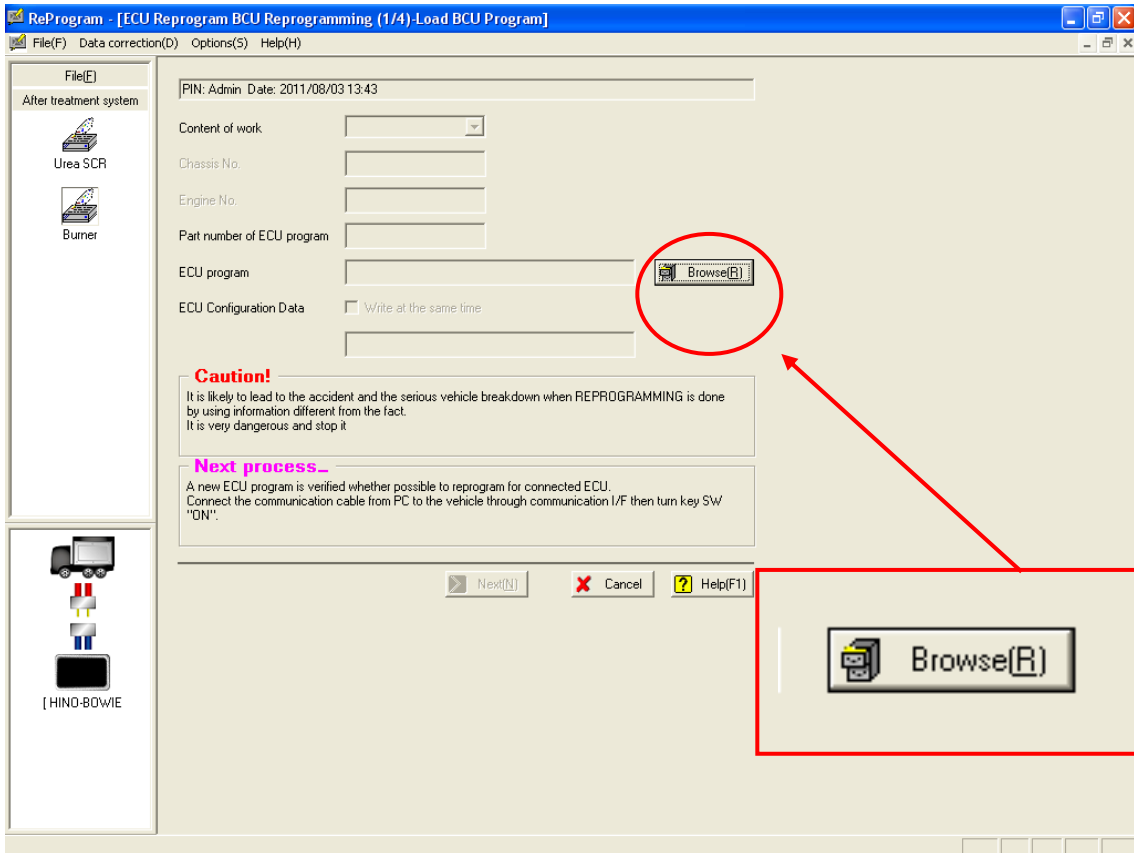 ReProgram - [ECU Reprogram BCU Reprogramming (1/4)-Load BCU Program]
File(F) Data correction(D) Options(S) Help(H)
File(F)
After treatment system
Urea SCR
Burner
[ HINO-BOWIE
PIN: Admin Date: 2011/08/03 13:43
Content of work
Chassis No.
Engine No.
Part number of ECU program
ECU program
Browse(R)
ECU Configuration Data
Write at the same time
Caution!
It is likely to lead to the accident and the serious vehicle breakdown when REPROGRAMMING is done
by using information different from the fact.
It is very dangerous and stop it
Next process...
A new ECU program is verified whether possible to reprogram for connected ECU.
Connect the communication cable from PC to the vehicle through communication I/F then turn key SW
"ON".
Next(N) Cancel Help(F1)
Browse(R)